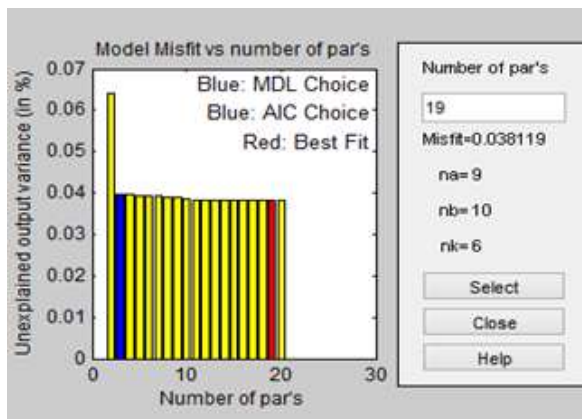 Model Misfit vs number of par's
Unexplained output variance (in %)
0.07
0.06
0.05
0.04
0.03
0.02
0.01
0
Blue: MDL Choice
Blue: AIC Choice
Red: Best Fit
0
10
20
30
Number of par's
Number of par's
19
Misfit=0.038119
na= 9
nb= 10
nk= 6
Select
Close
Help